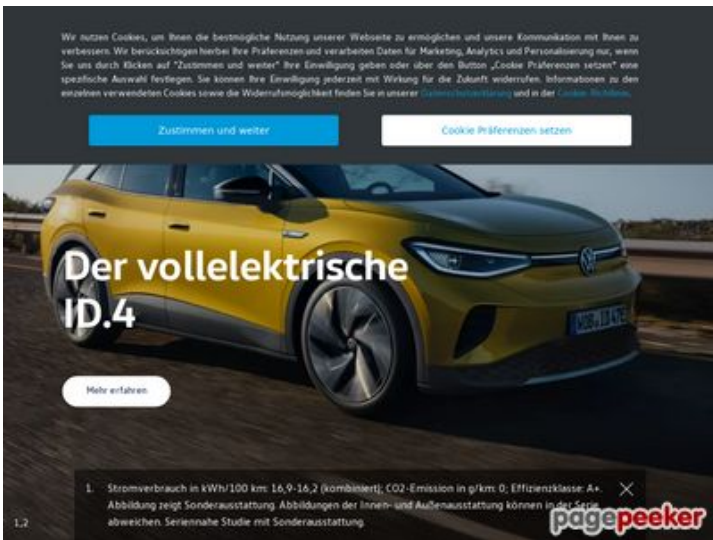 Wir nutzen Cookies, um Ihnen die bestmögliche Nutzung unserer Webseite zu ermöglichen und unsere Kommunikation mit Ihnen zu
verbessern. Wir berücksichtigen hierbei Ihre Präferenzen und verarbeiten Daten für Marketing, Analytics und Personalisierung nur, wenn
Sie uns durch Klicken auf "Zustimmen und weiter" Ihre Einwilligung geben oder über den Button „Cookie Präferenzen setzen" eine
spezifische Auswahl festlegen. Sie können Ihre Einwilligung jederzeit mit Wirkung für die Zukunft widerrufen. Informationen zu den
einzelnen verwendeten Cookies sowie die Widerrufsmöglichkeit finden Sie in unserer Datenschutzerklärung und in der Cookie-Richtlinie.
Zustimmen und weiter
Cookie Präferenzen setzen
Der vollelektrische
ID.4
Mehr erfahren
1. Stromverbrauch in kWh/100 km: 16,9-16,2 (kombiniert); CO2-Emission in g/km: 0; Effizienzklasse: A+.
Abbildung zeigt Sonderausstattung. Abbildungen der Innen- und Außenausstattung können in der Serie
abweichen. Seriennahe Studie mit Sonderausstattung.
1,2
pagepeeker